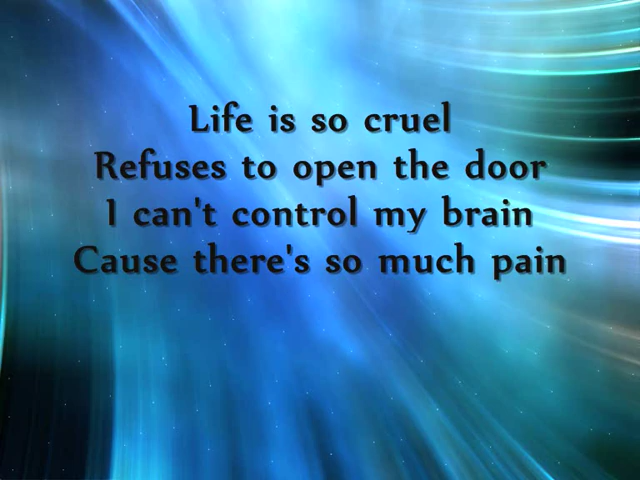 Life is so cruel
Refuses to open the door
I can't control my brain
Cause there's so much pain